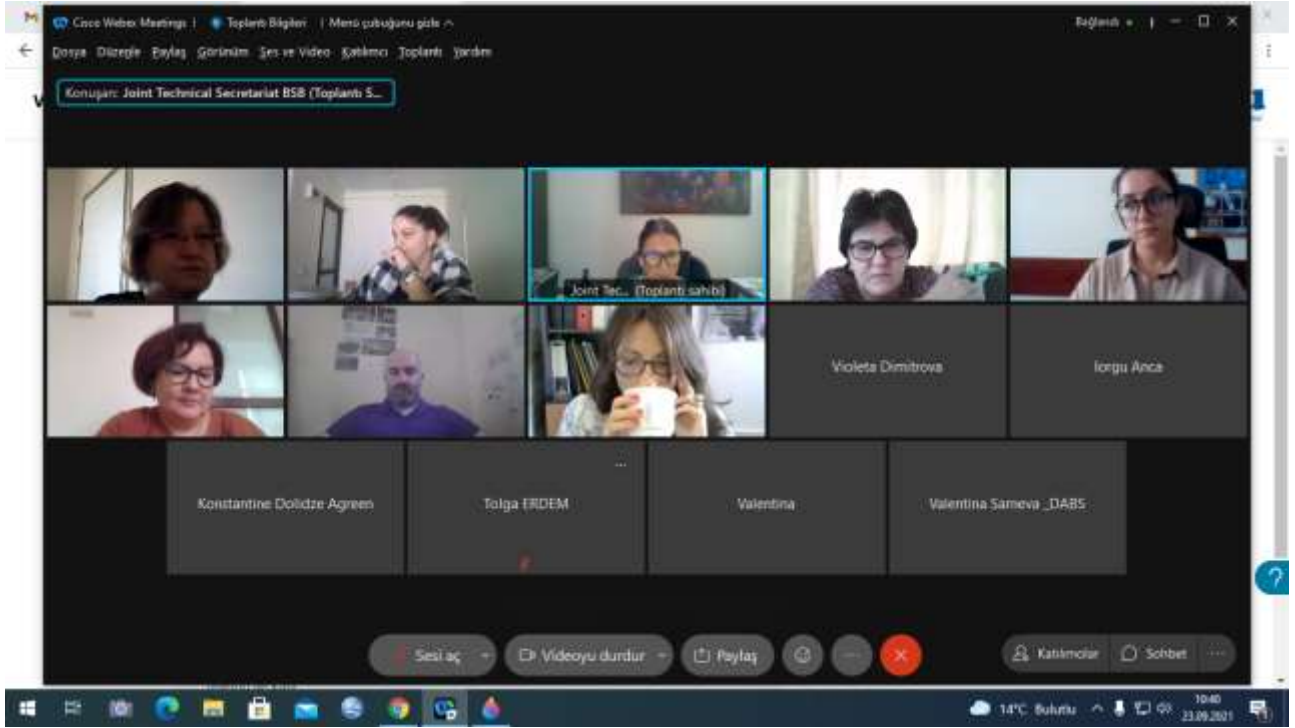 Cisco Webex Meetings | Toplantı Bilgileri | Menü çubuğunu gizle
Bağlandı
Dosya Düzenle Paylaş Görünüm Ses ve Video Katılımcı Toplantı Yardım
Konuşan: Joint Technical Secretariat BSB (Toplantı S...
Joint Tec... (Toplantı sahibi)
Violeta Dimitrova
Iorgu Anca
Konstantine Dolidze Agreen
Tolga ERDEM
Valentina
Valentina Sameva _DABS
Sesi aç
Videoyu durdur
Paylaş
Katılımcılar
Sohbet
14°C Bulutlu
10:40
23.09.2021